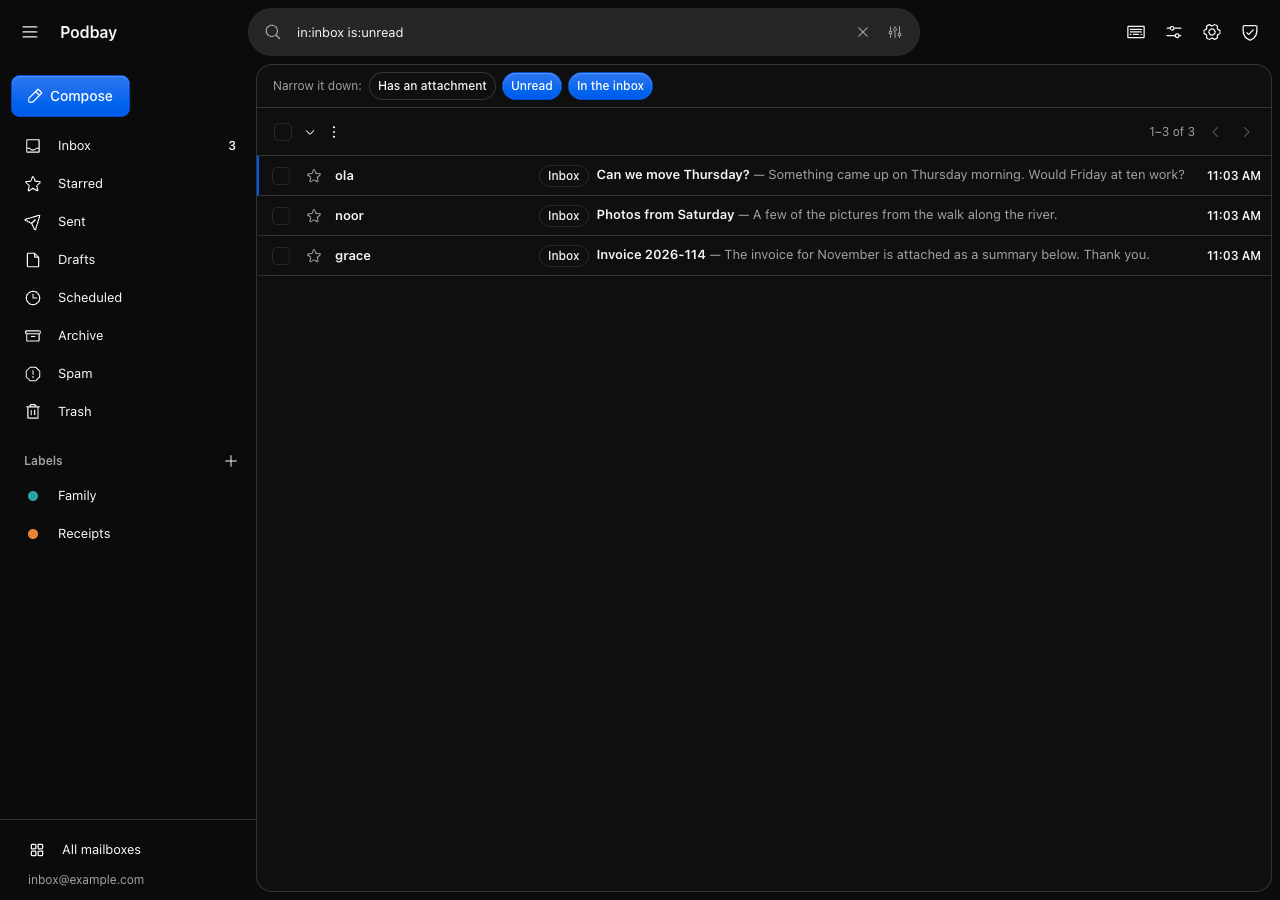 Podbay
in:inbox is:unread
Compose
Narrow it down: Has an attachment Unread In the inbox
1–3 of 3
Inbox 3
Starred
Sent
Drafts
Scheduled
Archive
Spam
Trash
Labels
Family
Receipts
ola Inbox Can we move Thursday? — Something came up on Thursday morning. Would Friday at ten work? 11:03 AM
noor Inbox Photos from Saturday — A few of the pictures from the walk along the river. 11:03 AM
grace Inbox Invoice 2026-114 — The invoice for November is attached as a summary below. Thank you. 11:03 AM
All mailboxes
inbox@example.com